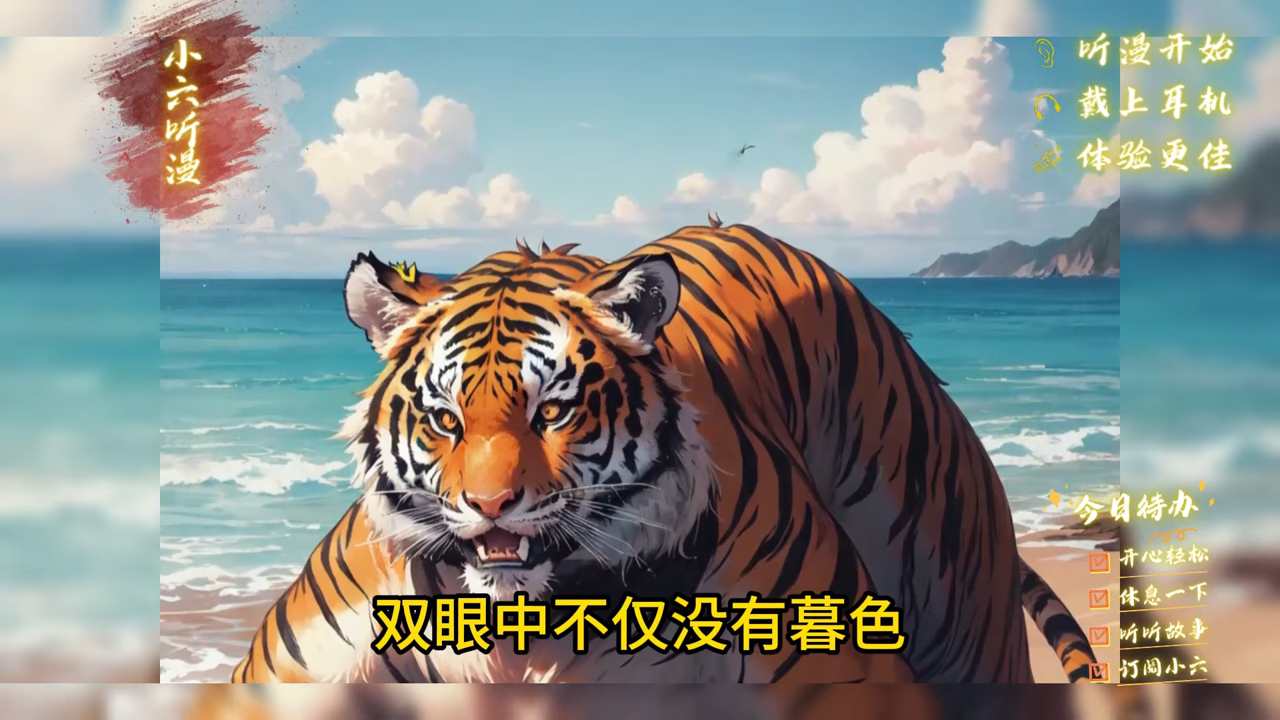 小六听漫
听漫开始
戴上耳机
体验更佳
今日待办
开心轻松
休息一下
听听故事
订阅小六
双眼中不仅没有暮色